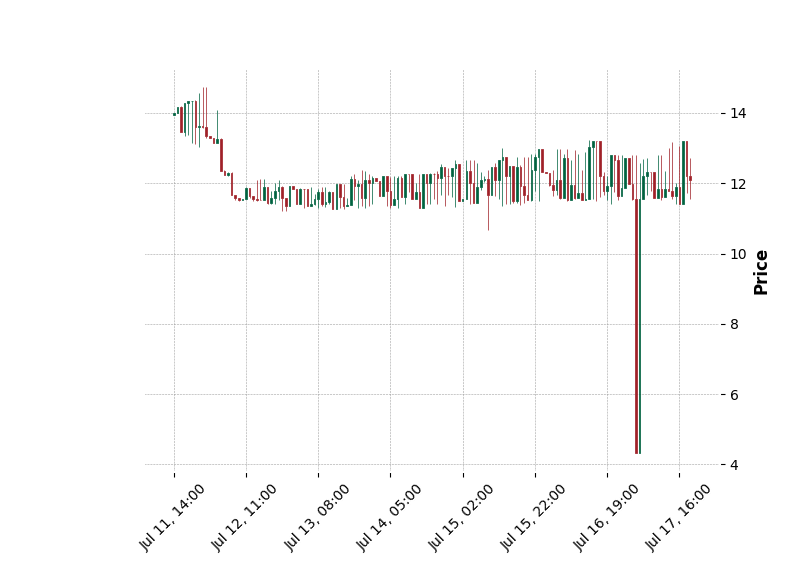 14
12
10
8
6
4
Price
Jul 11, 14:00
Jul 12, 11:00
Jul 13, 08:00
Jul 14, 05:00
Jul 15, 02:00
Jul 15, 22:00
Jul 16, 19:00
Jul 17, 16:00